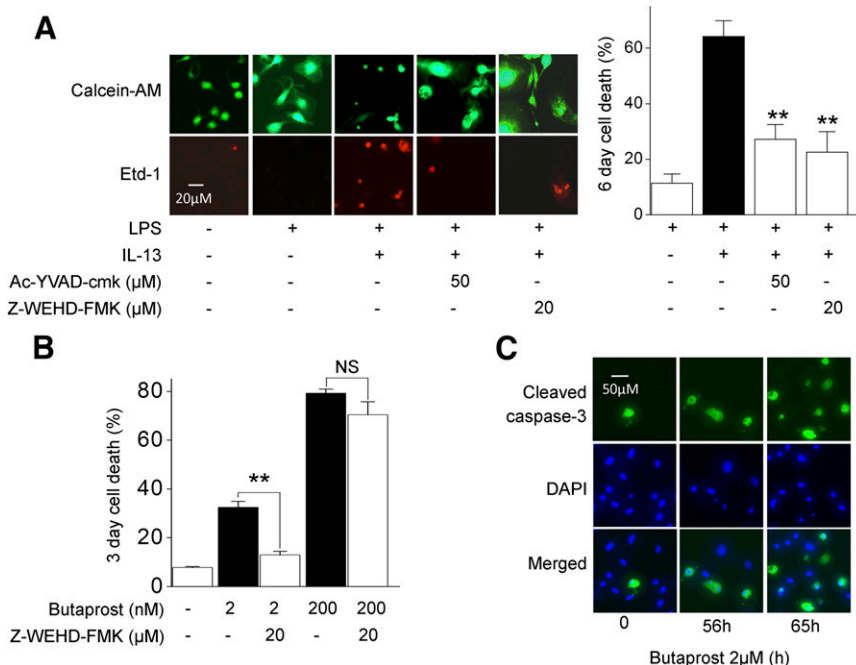 A
Calcein-AM
Etd-1
20µM
LPS - + + + +
IL-13 - - + + +
Ac-YVAD-cmk (µM) - - - 50 -
Z-WEHD-FMK (µM) - - - - 20
6 day cell death (%)
60
40
20
0
+ + + +
- + + +
- - 50 -
- - - 20
B
3 day cell death (%)
80
60
40
20
0
**
NS
** **
Butaprost (nM) - 2 2 200 200
Z-WEHD-FMK (µM) - - 20 - 20
C
50µM
Cleaved
caspase-3
DAPI
Merged
0 56h 65h
Butaprost 2µM (h)